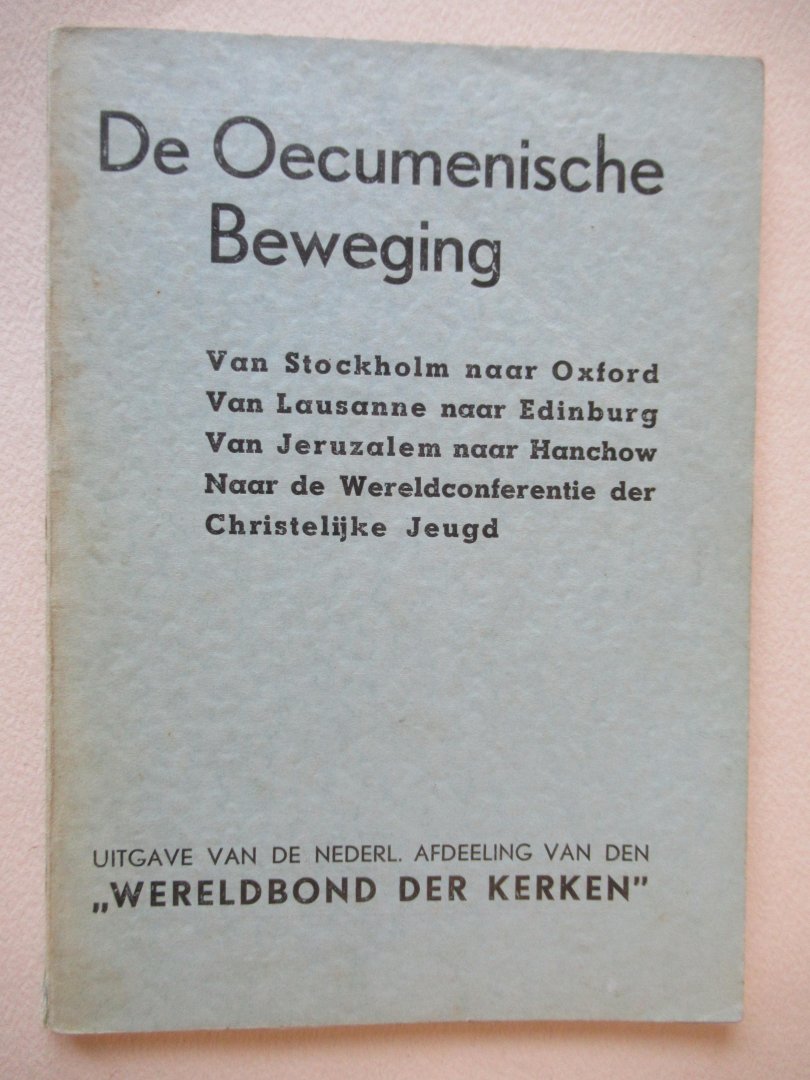 De Oecumenische
Beweging
Van Stockholm naar Oxford
Van Lausanne naar Edinburg
Van Jeruzalem naar Hanchow
Naar de Wereldconferentie der
Christelijke Jeugd
UITGAVE VAN DE NEDERL. AFDEELING VAN DEN
„WERELDBOND DER KERKEN”